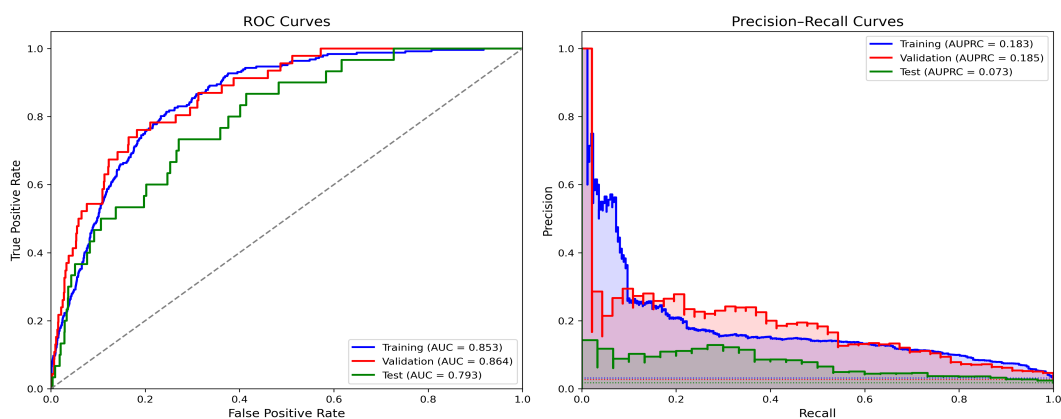 ROC Curves
True Positive Rate
1.0
0.8
0.6
0.4
0.2
0.0
Training (AUC = 0.853)
Validation (AUC = 0.864)
Test (AUC = 0.793)
0.0 0.2 0.4 0.6 0.8 1.0
False Positive Rate
Precision–Recall Curves
Precision
1.0
0.8
0.6
0.4
0.2
0.0
Training (AUPRC = 0.183)
Validation (AUPRC = 0.185)
Test (AUPRC = 0.073)
0.0 0.2 0.4 0.6 0.8 1.0
Recall